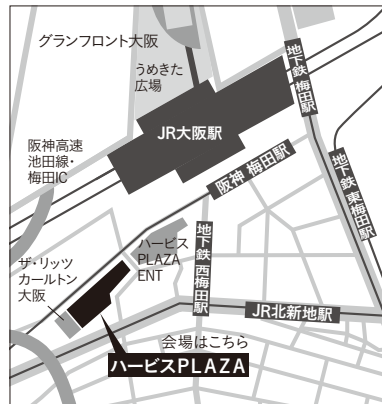 グランフロント大阪
うめきた
広場
JR大阪駅
地下鉄 梅田駅
阪神高速
池田線・
梅田IC
阪神 梅田駅
地下鉄 東梅田駅
ハービス
PLAZA
ENT
地下鉄 西梅田駅
ザ・リッツ
カールトン
大阪
JR北新地駅
会場はこちら
ハービスPLAZA